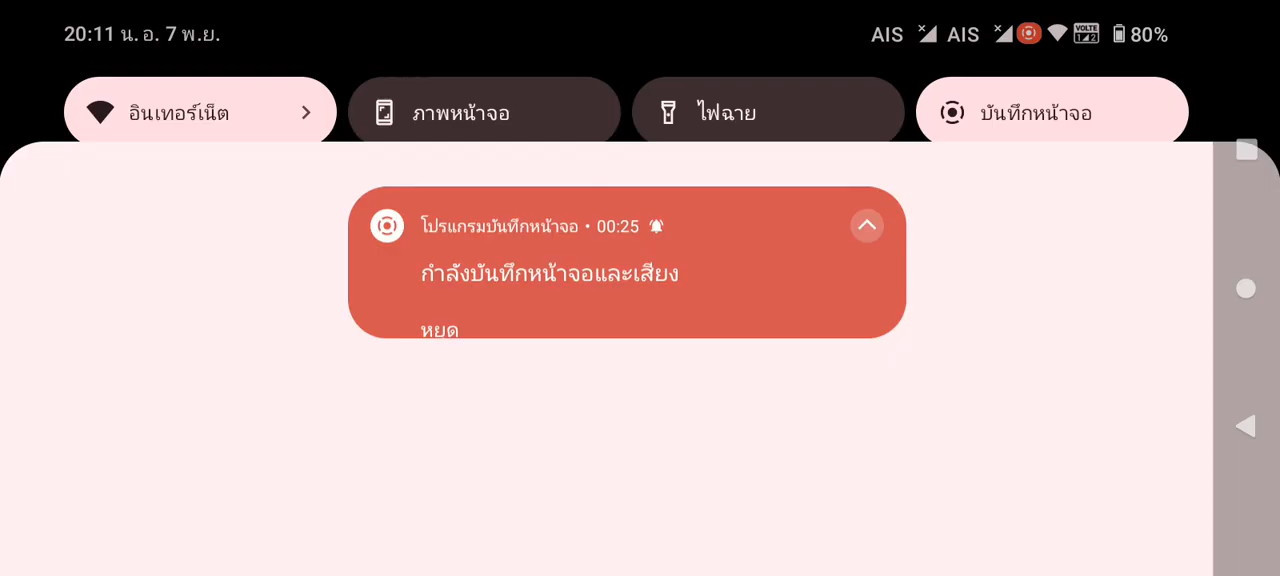 20:11 น. อ. 7 พ.ย.
AIS AIS VOLTE 1 2 80%
อินเทอร์เน็ต
ภาพหน้าจอ
ไฟฉาย
บันทึกหน้าจอ
โปรแกรมบันทึกหน้าจอ • 00:25
กำลังบันทึกหน้าจอและเสียง
หยุด